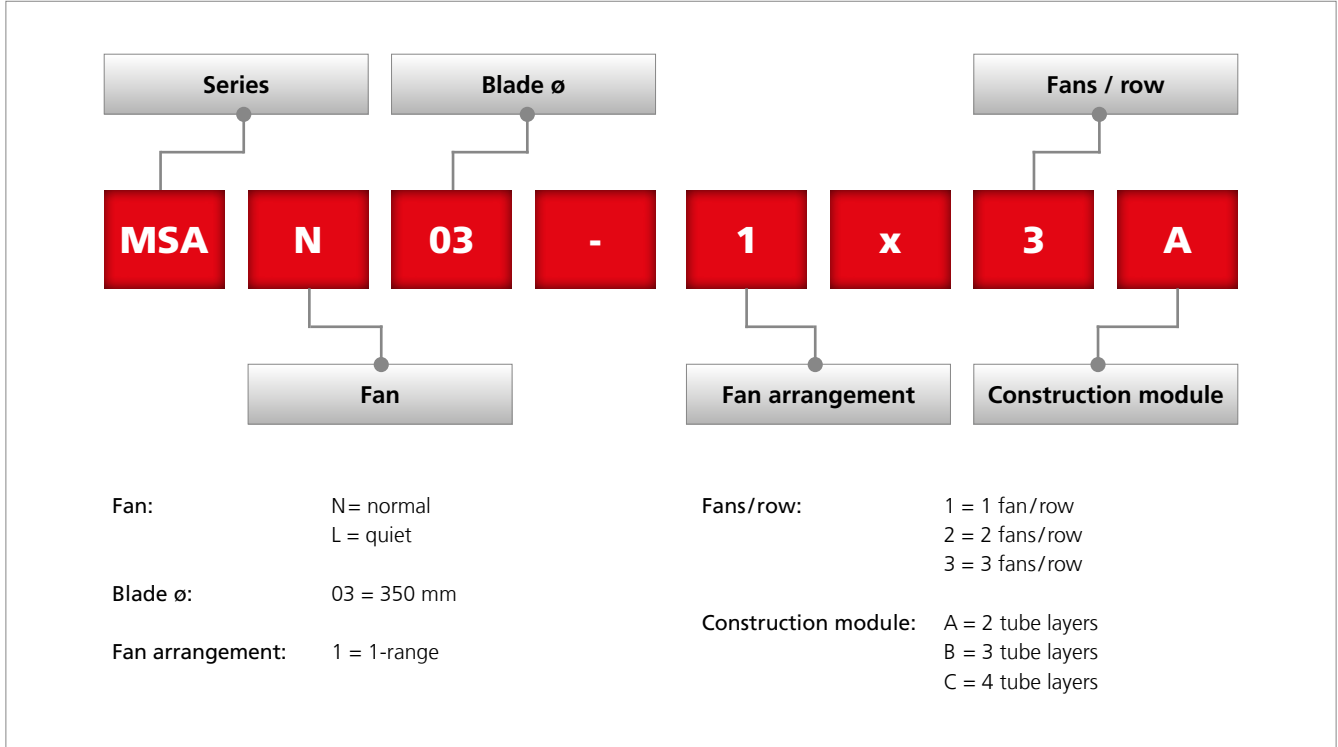 Series
Blade ø
Fans / row
MSA N 03 - 1 x 3 A
Fan
Fan arrangement
Construction module
Fan: N= normal
L = quiet
Blade ø: 03 = 350 mm
Fan arrangement: 1 = 1-range
Fans/row: 1 = 1 fan/row
2 = 2 fans/row
3 = 3 fans/row
Construction module: A = 2 tube layers
B = 3 tube layers
C = 4 tube layers